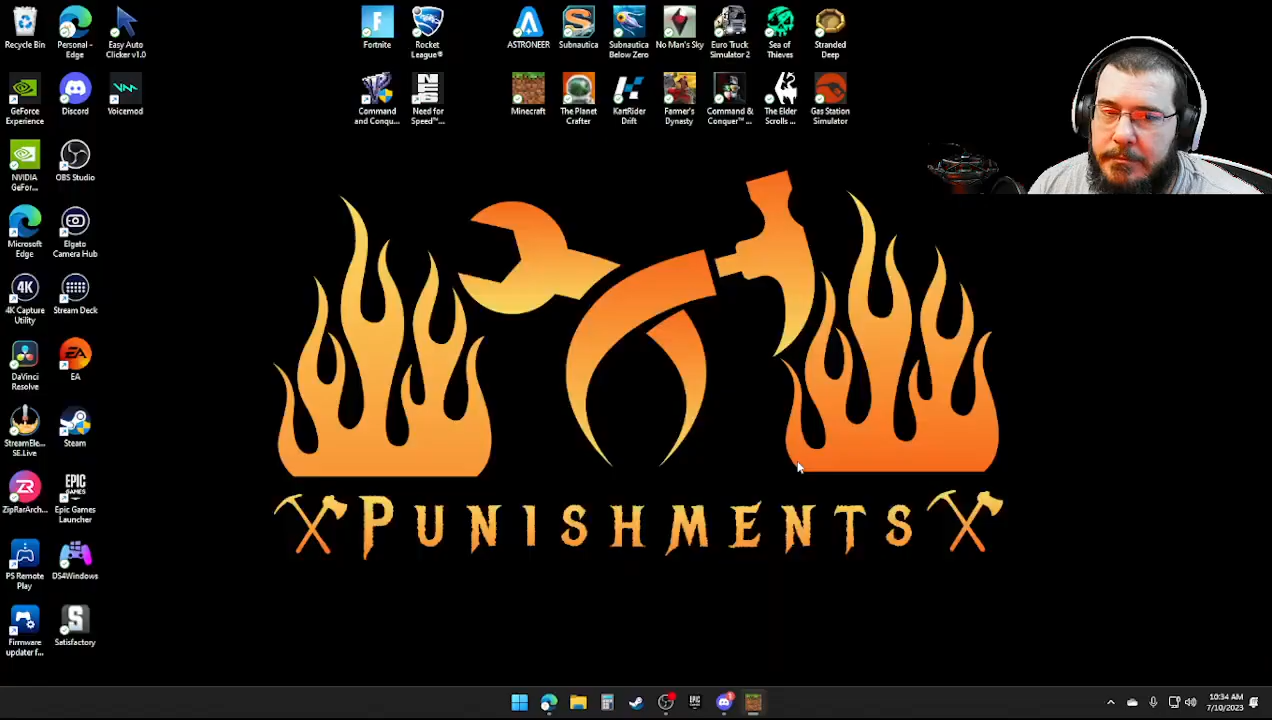 Recycle Bin
Personal - Edge
Easy Auto Clicker v1.0
Fortnite
Rocket League®
ASTRONEER
Subnautica
Subnautica Below Zero
No Man's Sky
Euro Truck Simulator 2
Sea of Thieves
Stranded Deep
GeForce Experience
Discord
Voicemod
Command and Conqu...
Need for Speed™...
Minecraft
The Planet Crafter
KartRider Drift
Farmer's Dynasty
Command & Conquer™ ...
The Elder Scrolls ...
Gas Station Simulator
NVIDIA GeFor...
OBS Studio
Microsoft Edge
Elgato Camera Hub
4K
4K Capture Utility
Stream Deck
DaVinci Resolve
EA
EA
StreamEle... SE.Live
Steam
ZipRarArch...
EPIC GAMES
Epic Games Launcher
PS Remote Play
DS4Windows
Firmware updater f...
Satisfactory
PUNISHMENTS
10:34 AM
7/10/2023